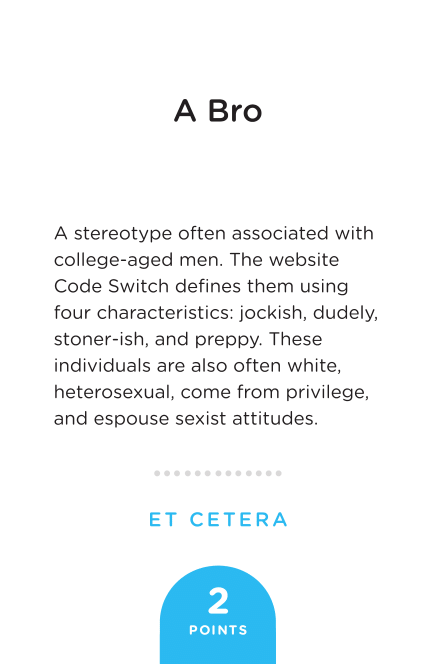 A Bro
A stereotype often associated with
college-aged men. The website
Code Switch defines them using
four characteristics: jockish, dudely,
stoner-ish, and preppy. These
individuals are also often white,
heterosexual, come from privilege,
and espouse sexist attitudes.
ET CETERA
2
POINTS